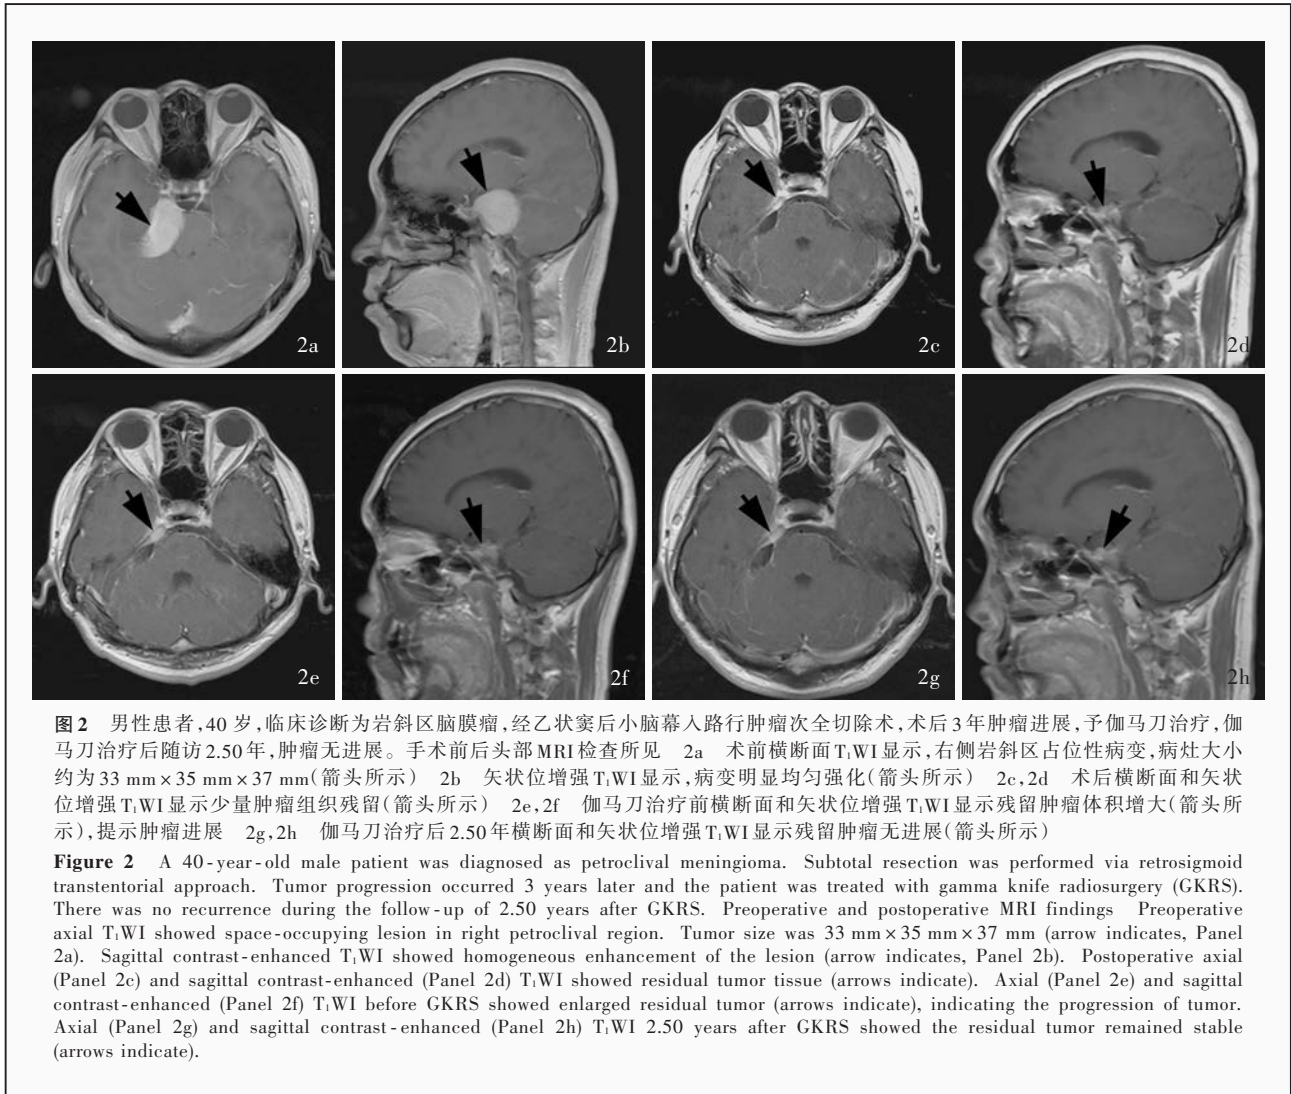 2a
2b
2c
2d
2e
2f
2g
2h
图2 男性患者,40 岁,临床诊断为岩斜区脑膜瘤,经乙状窦后小脑幕入路行肿瘤次全切除术,术后3年肿瘤进展,予伽马刀治疗,伽
马刀治疗后随访2.50年,肿瘤无进展。手术前后头部MRI检查所见 2a 术前横断面T₁WI显示,右侧岩斜区占位性病变,病灶大小
约为33 mm×35 mm×37 mm(箭头所示) 2b 矢状位增强T₁WI显示,病变明显均匀强化(箭头所示) 2c,2d 术后横断面和矢状
位增强T₁WI显示少量肿瘤组织残留(箭头所示) 2e,2f 伽马刀治疗前横断面和矢状位增强T₁WI显示残留肿瘤体积增大(箭头所
示),提示肿瘤进展 2g,2h 伽马刀治疗后2.50年横断面和矢状位增强T₁WI显示残留肿瘤无进展(箭头所示)
Figure 2 A 40-year-old male patient was diagnosed as petroclival meningioma. Subtotal resection was performed via retrosigmoid
transtentorial approach. Tumor progression occurred 3 years later and the patient was treated with gamma knife radiosurgery (GKRS).
There was no recurrence during the follow-up of 2.50 years after GKRS. Preoperative and postoperative MRI findings Preoperative
axial T₁WI showed space-occupying lesion in right petroclival region. Tumor size was 33 mm×35 mm×37 mm (arrow indicates, Panel
2a). Sagittal contrast-enhanced T₁WI showed homogeneous enhancement of the lesion (arrow indicates, Panel 2b). Postoperative axial
(Panel 2c) and sagittal contrast-enhanced (Panel 2d) T₁WI showed residual tumor tissue (arrows indicate). Axial (Panel 2e) and sagittal
contrast-enhanced (Panel 2f) T₁WI before GKRS showed enlarged residual tumor (arrows indicate), indicating the progression of tumor.
Axial (Panel 2g) and sagittal contrast-enhanced (Panel 2h) T₁WI 2.50 years after GKRS showed the residual tumor remained stable
(arrows indicate).